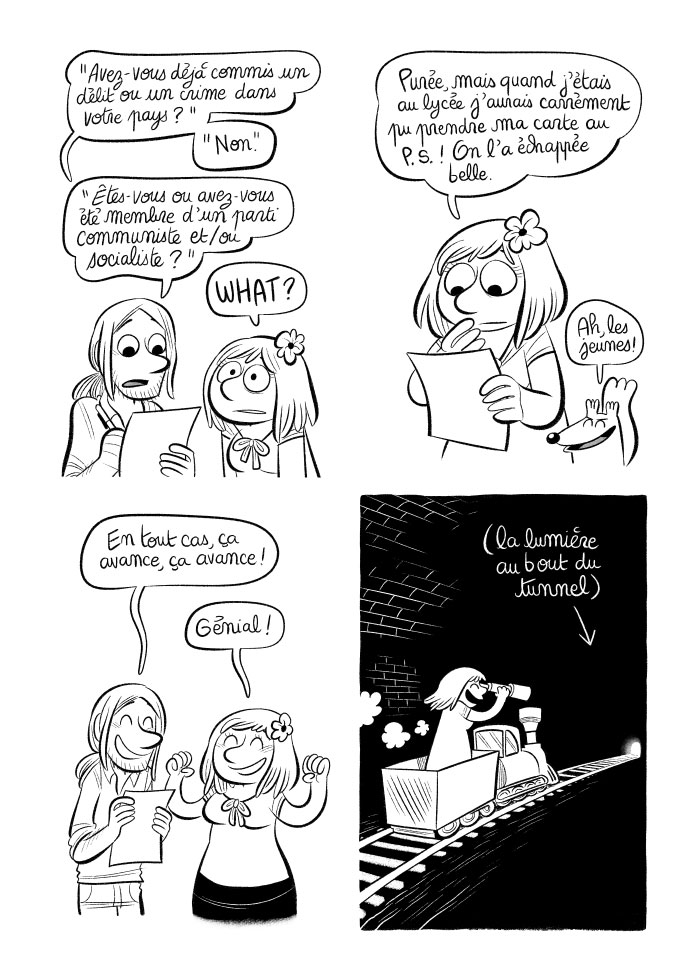 "Avez-vous déjà commis un
délit ou un crime dans
votre pays ? "
"Non."
"Êtes-vous ou avez-vous
été membre d'un parti
communiste et/ou
socialiste ? "
WHAT ?
Purée, mais quand j'étais
au lycée j'aurais carrément
pu prendre ma carte au
P.S. ! On l'a échappée
belle.
Ah, les
jeunes!
En tout cas, ça
avance, ça avance !
Génial !
(la lumière
au bout du
tunnel)